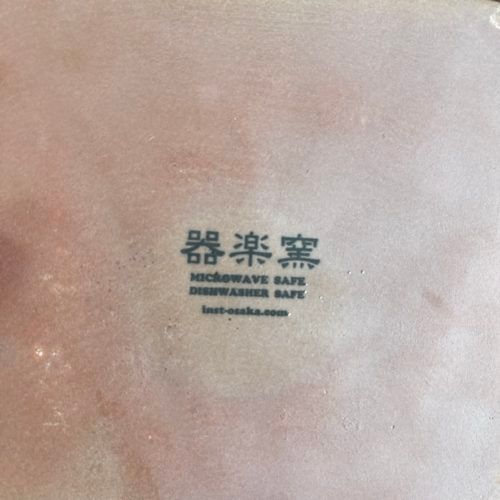 器楽窯
MICROWAVE SAFE
DISHWASHER SAFE
inst-osaka.com